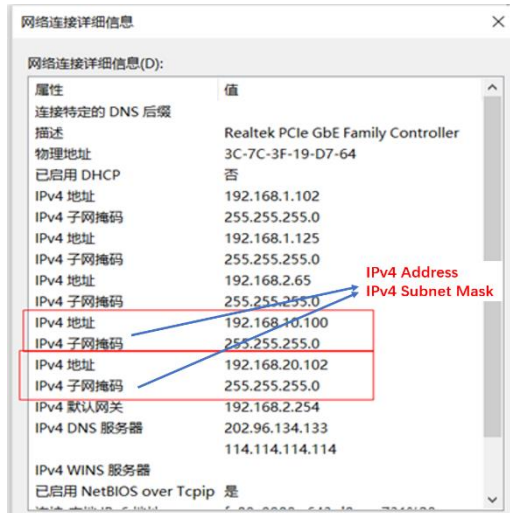 网络连接详细信息
网络连接详细信息(D):
属性 值
连接特定的 DNS 后缀
描述 Realtek PCIe GbE Family Controller
物理地址 3C-7C-3F-19-D7-64
已启用 DHCP 否
IPv4 地址 192.168.1.102
IPv4 子网掩码 255.255.255.0
IPv4 地址 192.168.1.125
IPv4 子网掩码 255.255.255.0
IPv4 地址 192.168.2.65
IPv4 子网掩码 255.255.255.0
IPv4 Address
IPv4 Subnet Mask
IPv4 地址 192.168.10.100
IPv4 子网掩码 255.255.255.0
IPv4 地址 192.168.20.102
IPv4 子网掩码 255.255.255.0
IPv4 默认网关 192.168.2.254
IPv4 DNS 服务器 202.96.134.133
114.114.114.114
IPv4 WINS 服务器
已启用 NetBIOS over Tcpip 是